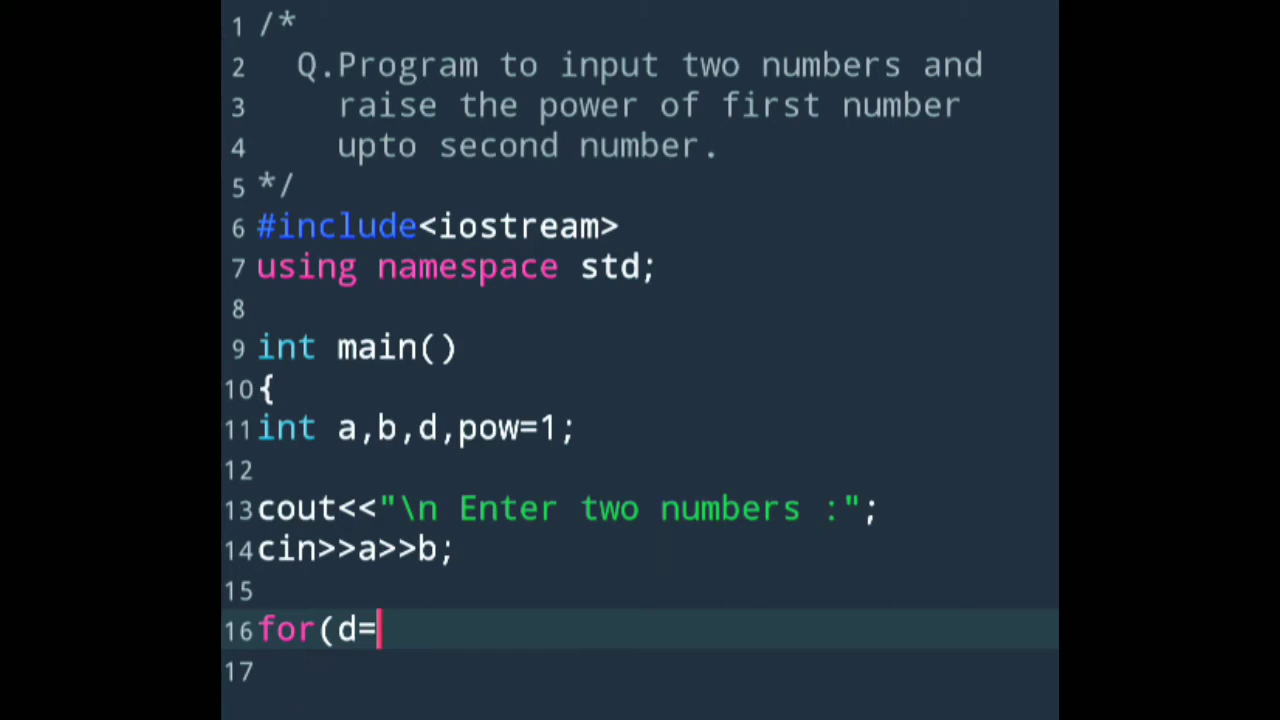 1 /*
2 Q.Program to input two numbers and
3 raise the power of first number
4 upto second number.
5 */
6 #include<iostream>
7 using namespace std;
8
9 int main()
10 {
11 int a,b,d,pow=1;
12
13 cout<<"\n Enter two numbers :";
14 cin>>a>>b;
15
16 for(d=
17